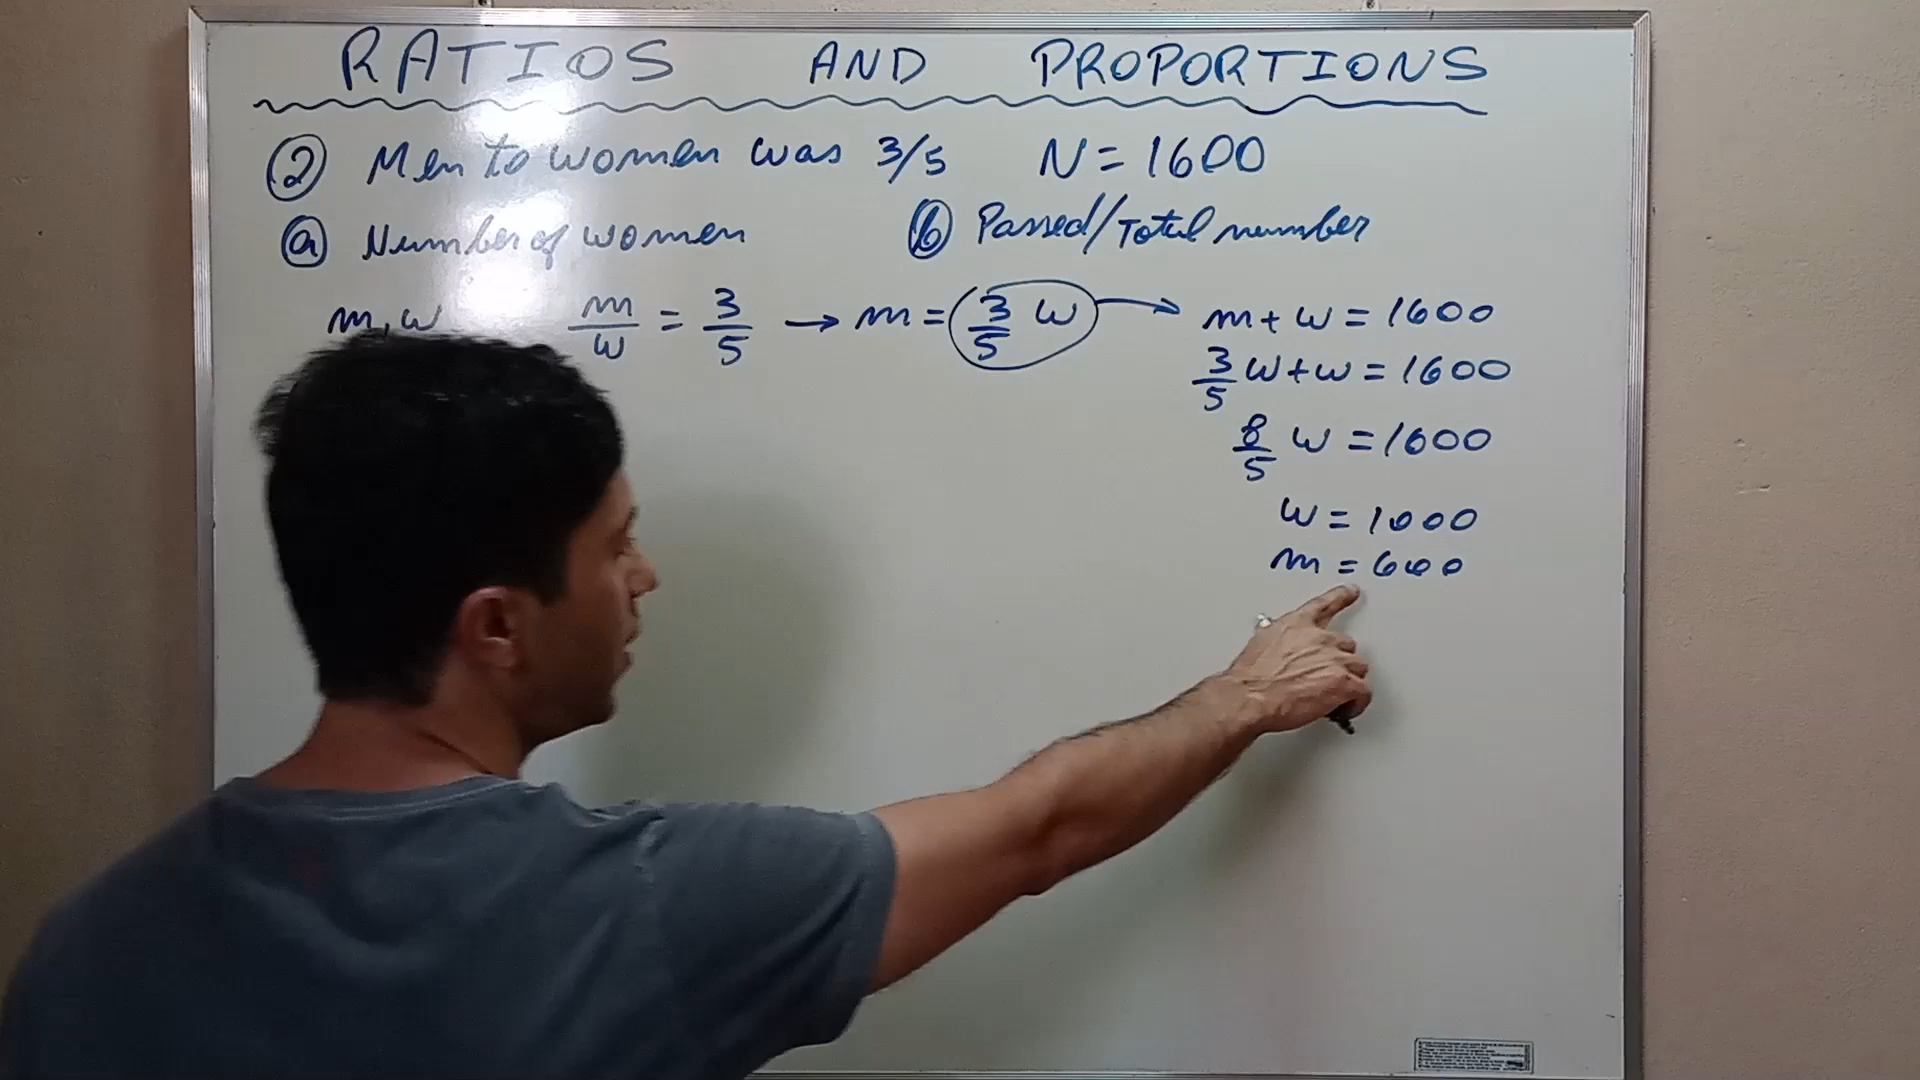 RATIOS AND PROPORTIONS
② Men to women was 3/5 N = 1600
ⓐ Number of women ⓑ Passed/Total number
m, w m/w = 3/5 → m = 3/5 w → m + w = 1600
3/5 w + w = 1600
8/5 w = 1600
w = 1000
m = 600